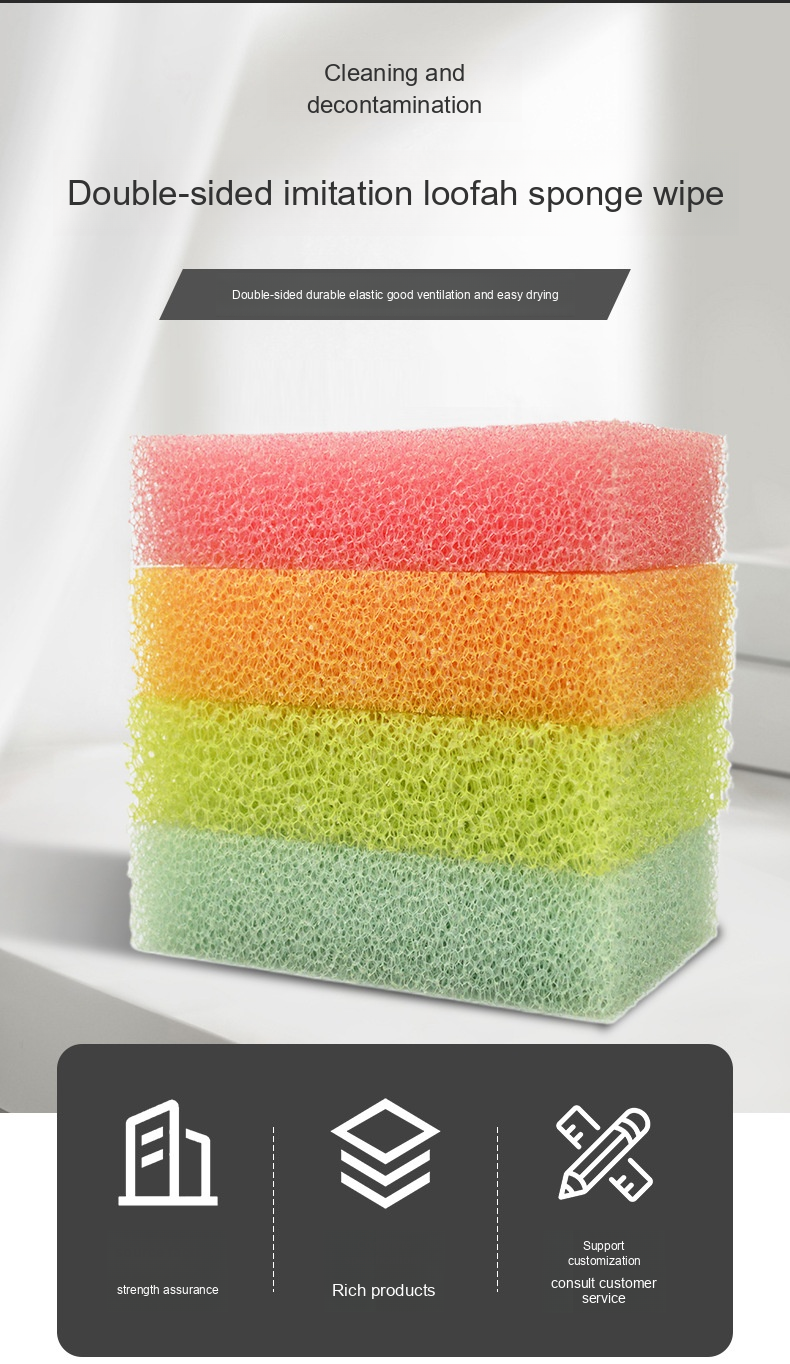 Cleaning and
decontamination
Double-sided imitation loofah sponge wipe
Double-sided durable elastic good ventilation and easy drying
strength assurance
Rich products
Support
customization
consult customer
service